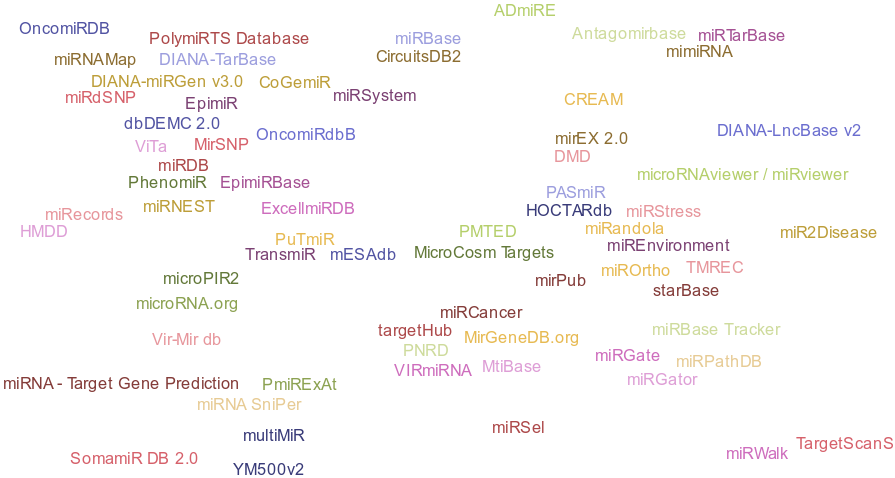 ADmiRE
OncomiRDB
Antagomirbase
miRTarBase
PolymiRTS Database
miRBase
mimiRNA
CircuitsDB2
miRNAMap
DIANA-TarBase
DIANA-miRGen v3.0
CoGemiR
miRSystem
miRdSNP
CREAM
EpimiR
dbDEMC 2.0
DIANA-LncBase v2
OncomiRdbB
mirEX 2.0
MirSNP
ViTa
DMD
miRDB
microRNAviewer / miRviewer
PhenomiR
EpimiRBase
PASmiR
miRNEST
ExcellmiRDB
HOCTARdb
miRStress
miRecords
miRandola
HMDD
PMTED
miR2Disease
PuTmiR
miREnvironment
TransmiR
mESAdb
MicroCosm Targets
TMREC
miROrtho
microPIR2
mirPub
starBase
microRNA.org
miRCancer
targetHub
miRBase Tracker
Vir-Mir db
MirGeneDB.org
PNRD
miRGate
miRPathDB
MtiBase
VIRmiRNA
miRGator
miRNA - Target Gene Prediction
PmiRExAt
miRNA SniPer
miRSel
multiMiR
TargetScanS
miRWalk
SomamiR DB 2.0
YM500v2